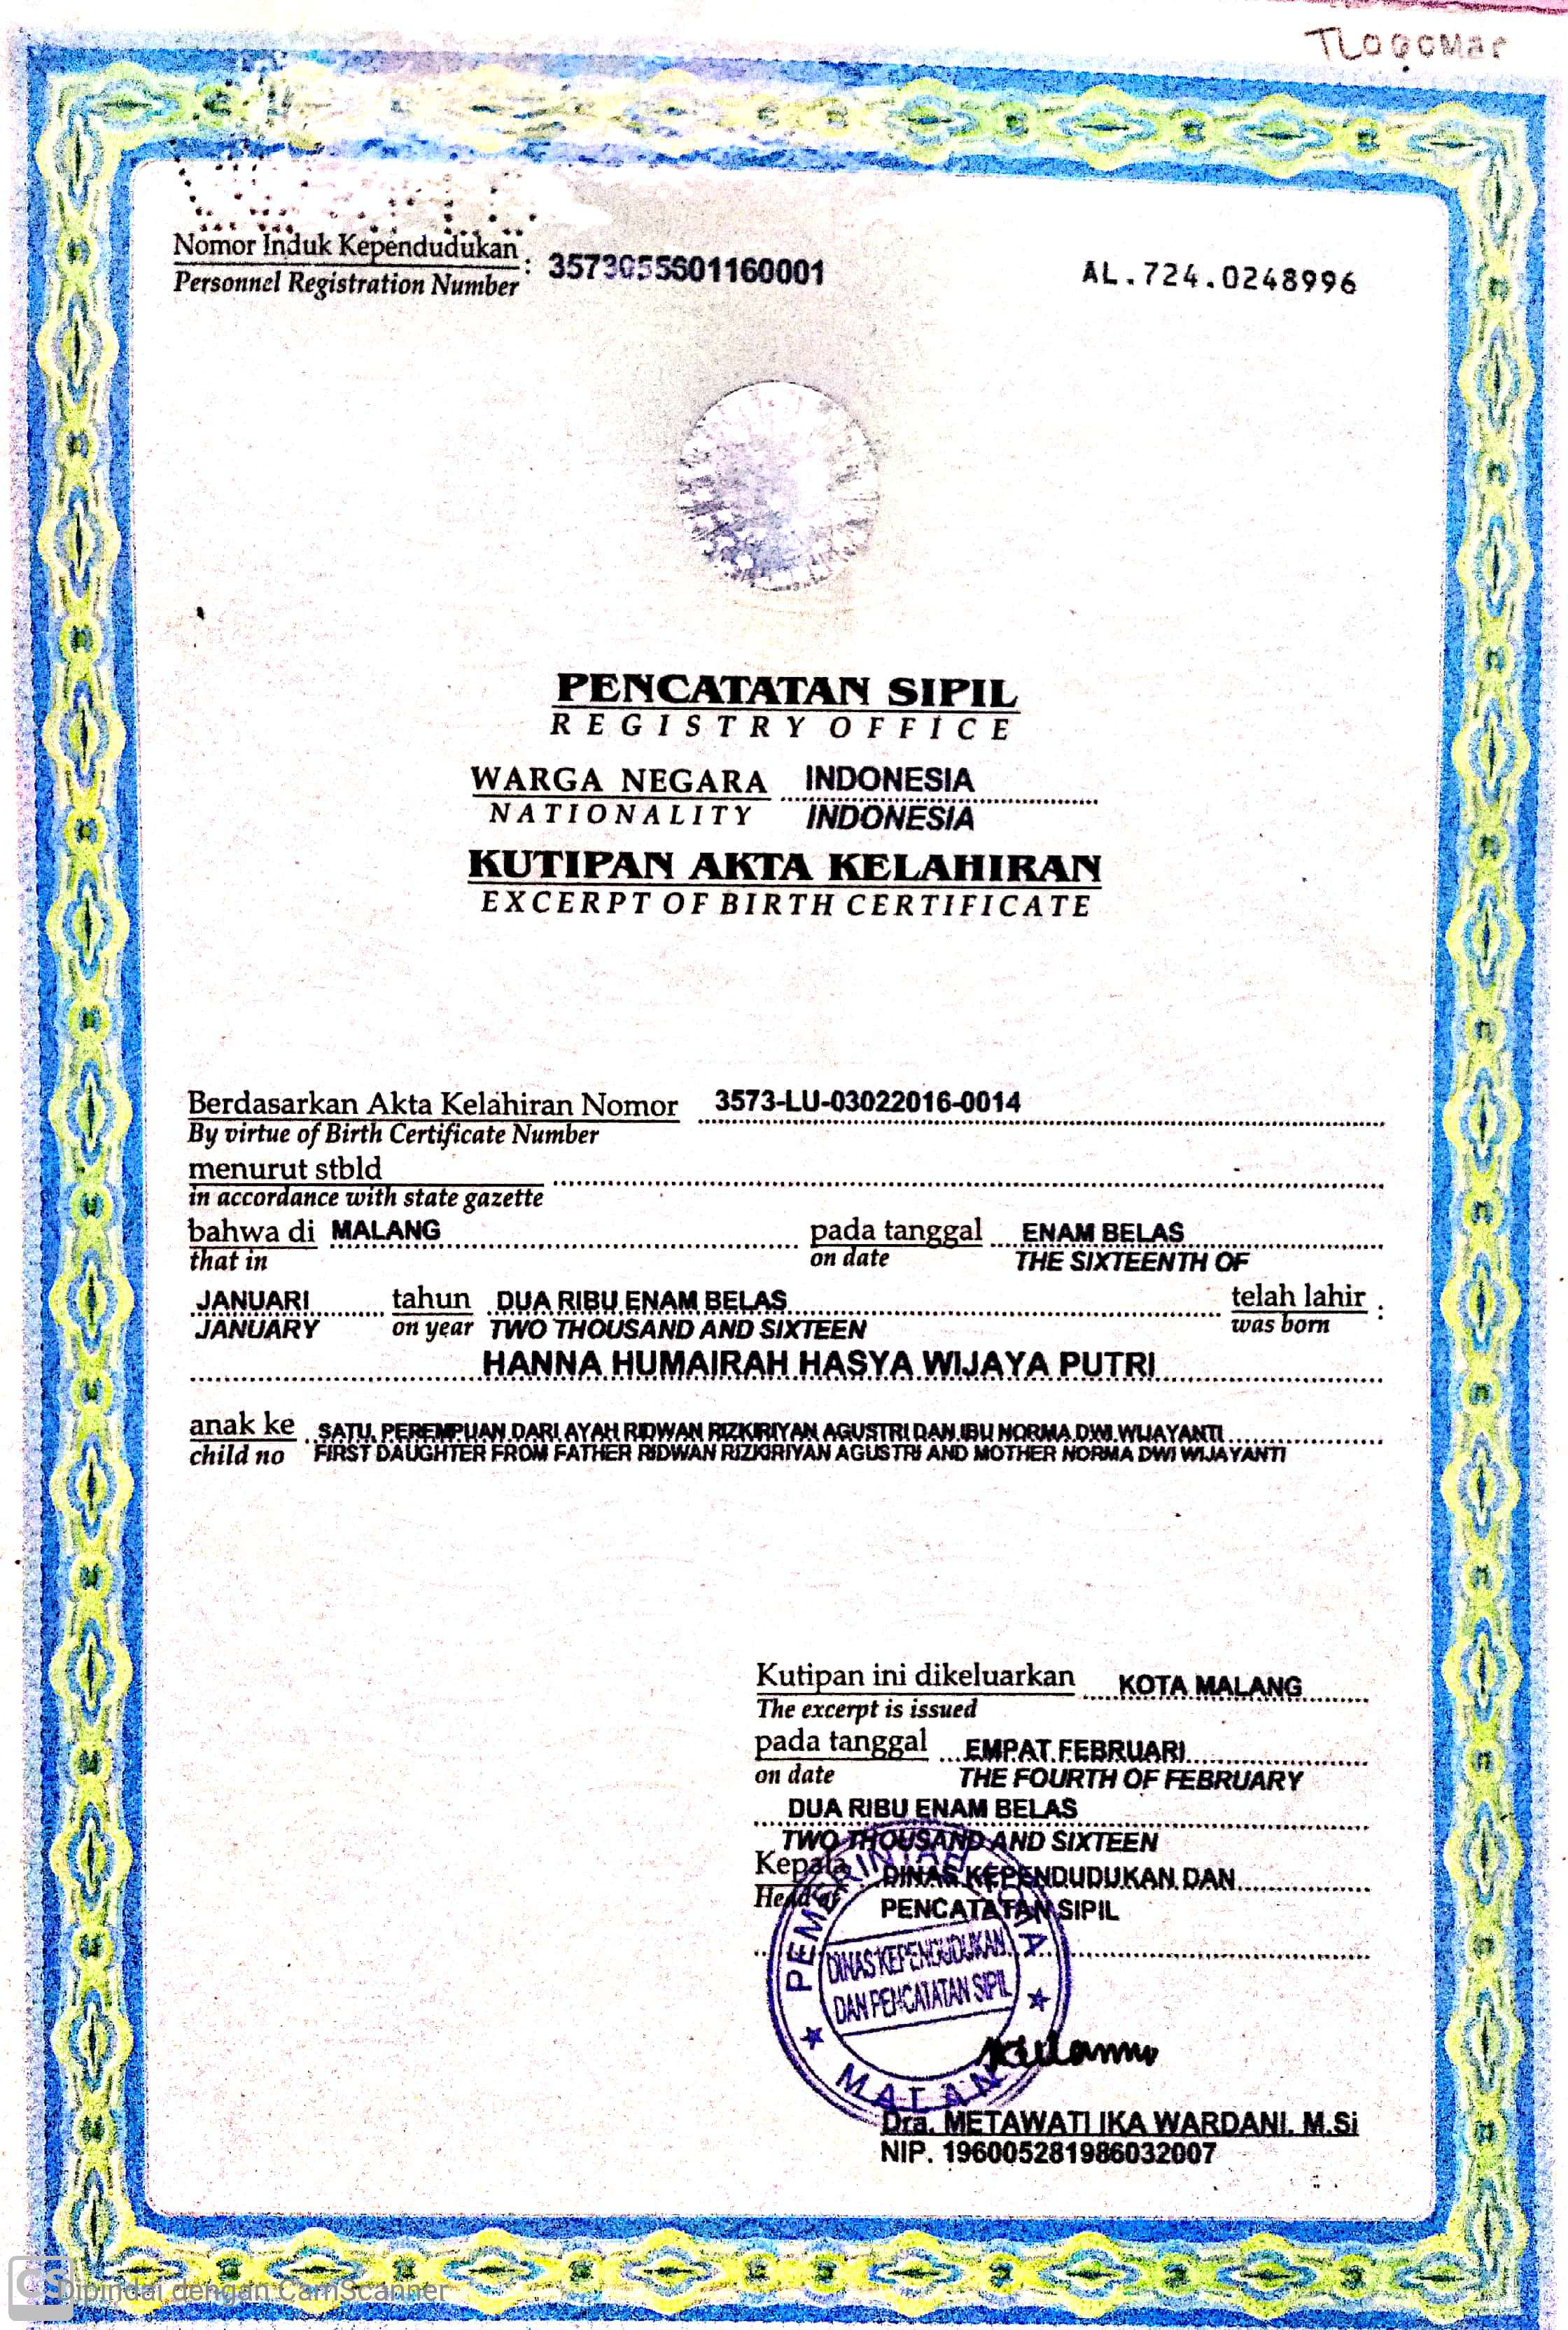 TLOGOMAS
Nomor Induk Kependudukan : 3573055601160001
Personnel Registration Number
AL.724.0248996
PENCATATAN SIPIL
REGISTRY OFFICE
WARGA NEGARA INDONESIA
NATIONALITY INDONESIA
KUTIPAN AKTA KELAHIRAN
EXCERPT OF BIRTH CERTIFICATE
Berdasarkan Akta Kelahiran Nomor 3573-LU-03022016-0014
By virtue of Birth Certificate Number
menurut stbld -
in accordance with state gazette
bahwa di MALANG pada tanggal ENAM BELAS
that in on date THE SIXTEENTH OF
JANUARI tahun DUA RIBU ENAM BELAS telah lahir :
JANUARY on year TWO THOUSAND AND SIXTEEN was born
HANNA HUMAIRAH HASYA WIJAYA PUTRI
anak ke SATU, PEREMPUAN DARI AYAH RIDWAN RIZKIRIYAN AGUSTRI DAN IBU NORMA DWI WIJAYANTI
child no FIRST DAUGHTER FROM FATHER RIDWAN RIZKIRIYAN AGUSTRI AND MOTHER NORMA DWI WIJAYANTI
Kutipan ini dikeluarkan KOTA MALANG
The excerpt is issued
pada tanggal EMPAT FEBRUARI
on date THE FOURTH OF FEBRUARY
DUA RIBU ENAM BELAS
TWO THOUSAND AND SIXTEEN
Kepala DINAS KEPENDUDUKAN DAN
Head of PENCATATAN SIPIL
PEMERINTAH KOTA
DINAS KEPENDUDUKAN
DAN PENCATATAN SIPIL
MALANG
Dra. METAWATI IKA WARDANI, M.Si
NIP. 196005281986032007
CS Dipindai dengan CamScanner